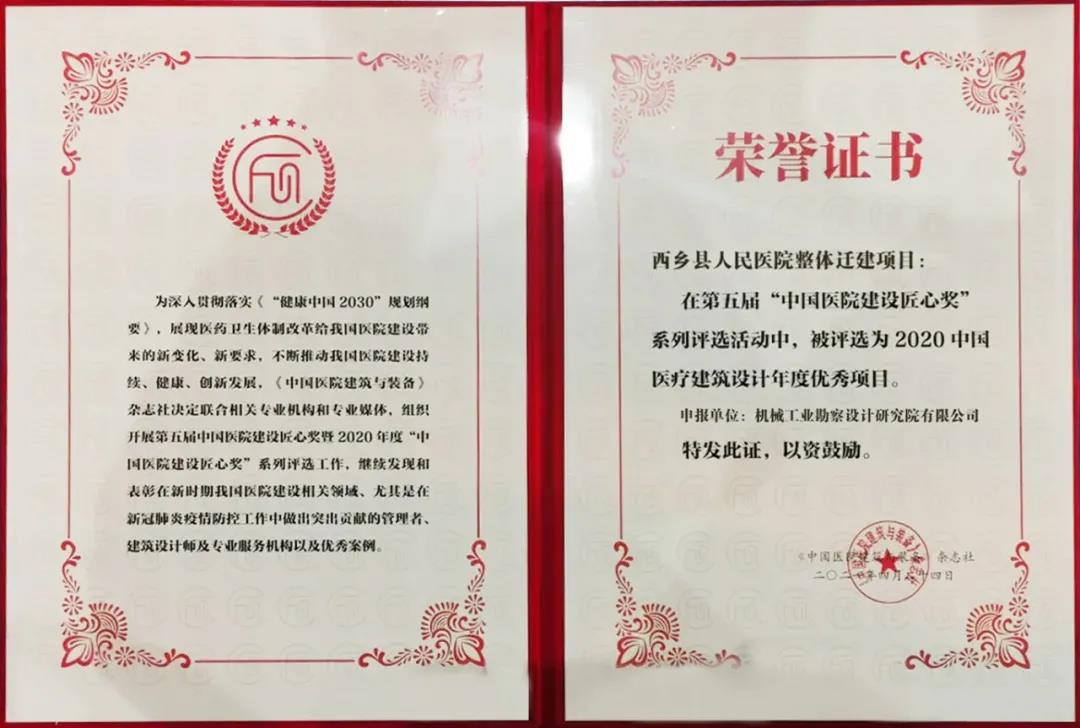 为深入贯彻落实《“健康中国2030”规划纲
要》，展现医药卫生体制改革给我国医院建设带
来的新变化、新要求，不断推动我国医院建设持
续、健康、创新发展，《中国医院建筑与装备》
杂志社决定联合相关专业机构和专业媒体，组织
开展第五届中国医院建设匠心奖暨2020年度“中
国医院建设匠心奖”系列评选工作，继续发现和
表彰在新时期我国医院建设相关领域、尤其是在
新冠肺炎疫情防控工作中做出突出贡献的管理者、
建筑设计师及专业服务机构以及优秀案例。
荣誉证书
西乡县人民医院整体迁建项目：
在第五届“中国医院建设匠心奖”
系列评选活动中，被评选为2020中国
医疗建筑设计年度优秀项目。
申报单位：机械工业勘察设计研究院有限公司
特发此证，以资鼓励。
《中国医院建筑与装备》杂志社